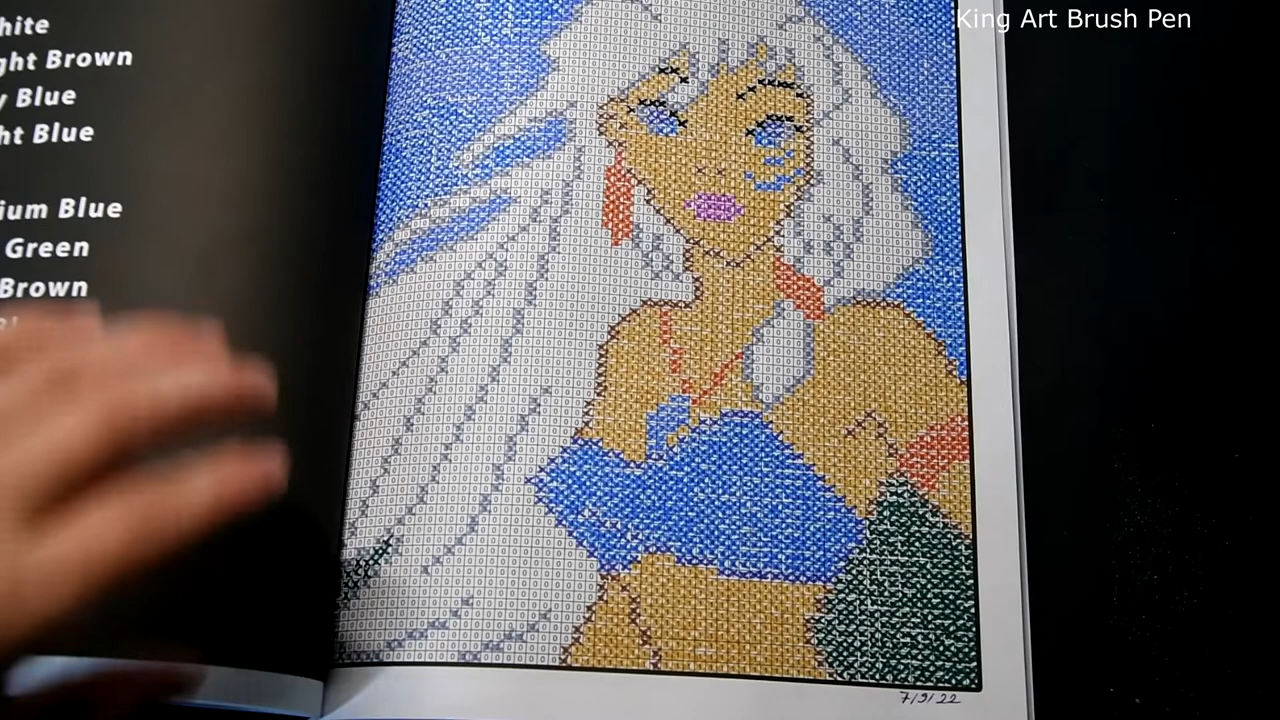 King Art Brush Pen
hite
ght Brown
y Blue
ht Blue
ium Blue
Green
Brown
7/9/22